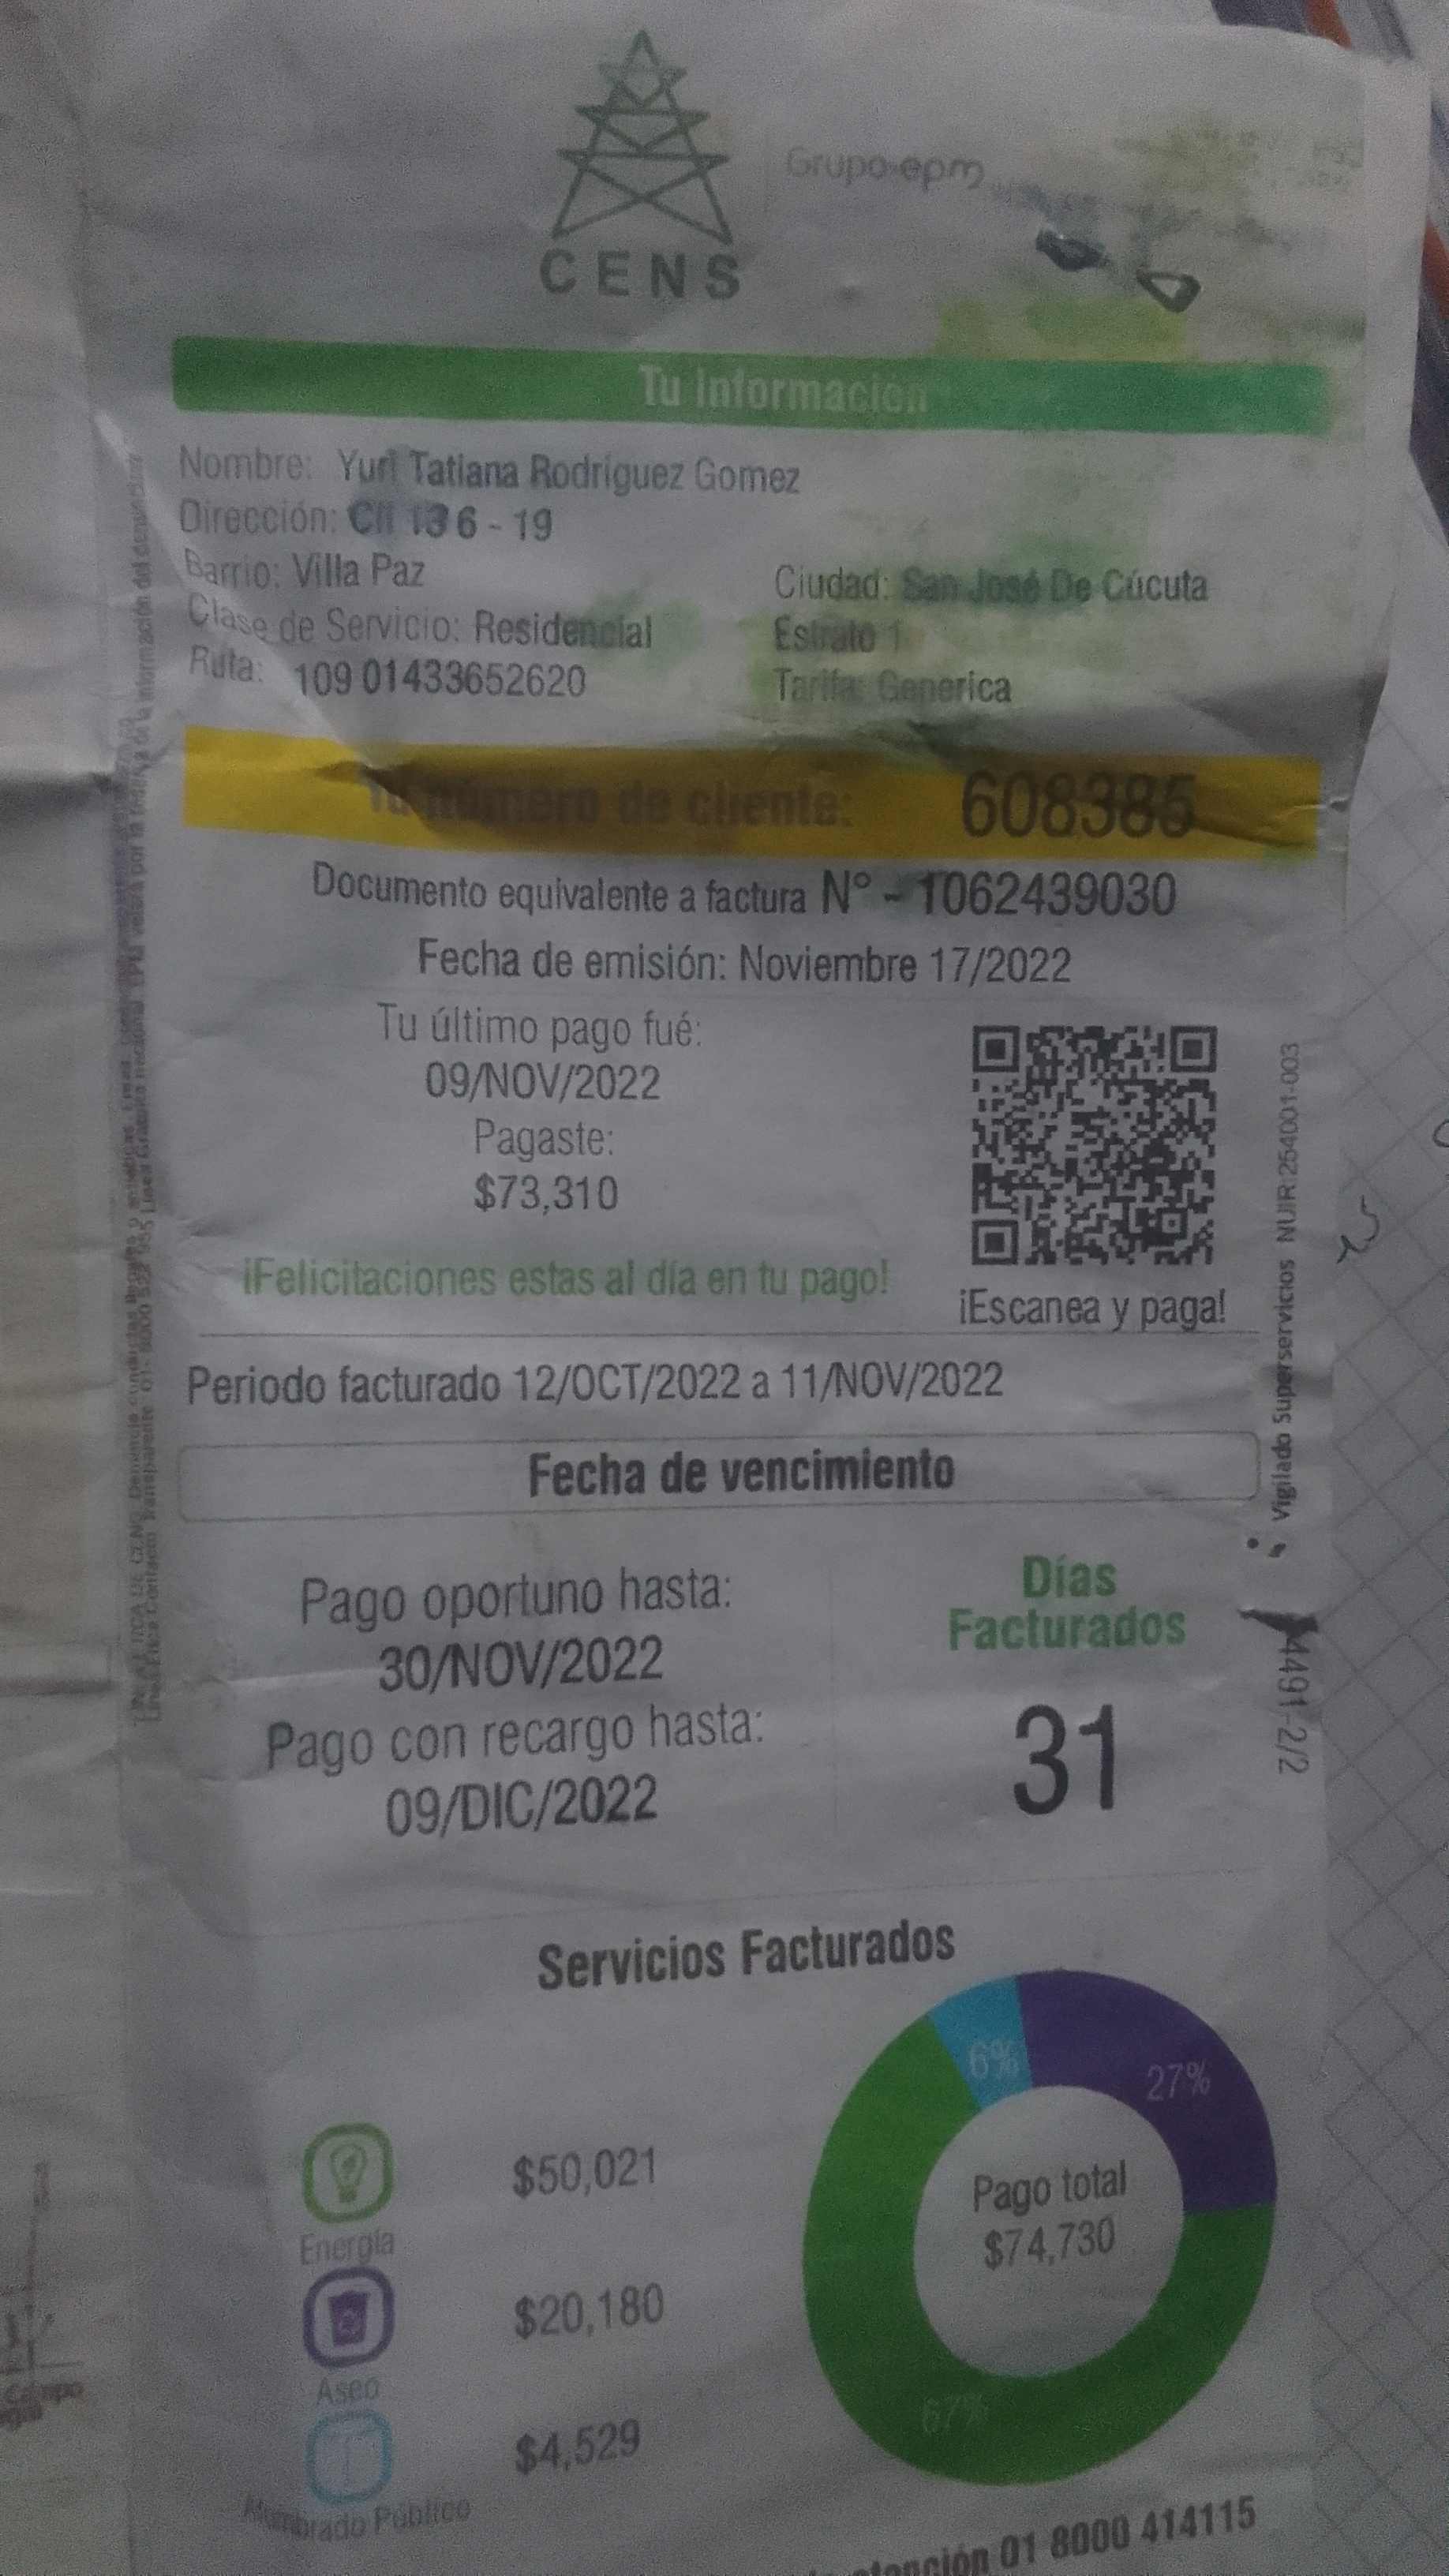 Grupo·epm
CENS
Tu Información
Nombre: Yuri Tatiana Rodriguez Gomez
Dirección: Cll 13 6 - 19
Barrio: Villa Paz
Ciudad: San José De Cúcuta
Clase de Servicio: Residencial
Estrato 1
Ruta: 109 01433652620
Tarifa: Generica
Tu número de cliente: 608385
Documento equivalente a factura N° - 1062439030
Fecha de emisión: Noviembre 17/2022
Tu último pago fué:
09/NOV/2022
Pagaste:
$73,310
¡Felicitaciones estas al día en tu pago!
¡Escanea y paga!
Periodo facturado 12/OCT/2022 a 11/NOV/2022
Fecha de vencimiento
Pago oportuno hasta:
30/NOV/2022
Pago con recargo hasta:
09/DIC/2022
Días
Facturados
31
Vigilado Superservicios NUIR:254001-003
4491-2/2
Servicios Facturados
6%
27%
67%
Pago total
$74,730
$50,021
Energía
$20,180
Aseo
$4,529
Alumbrado Público
atención 01 8000 414115
Campo